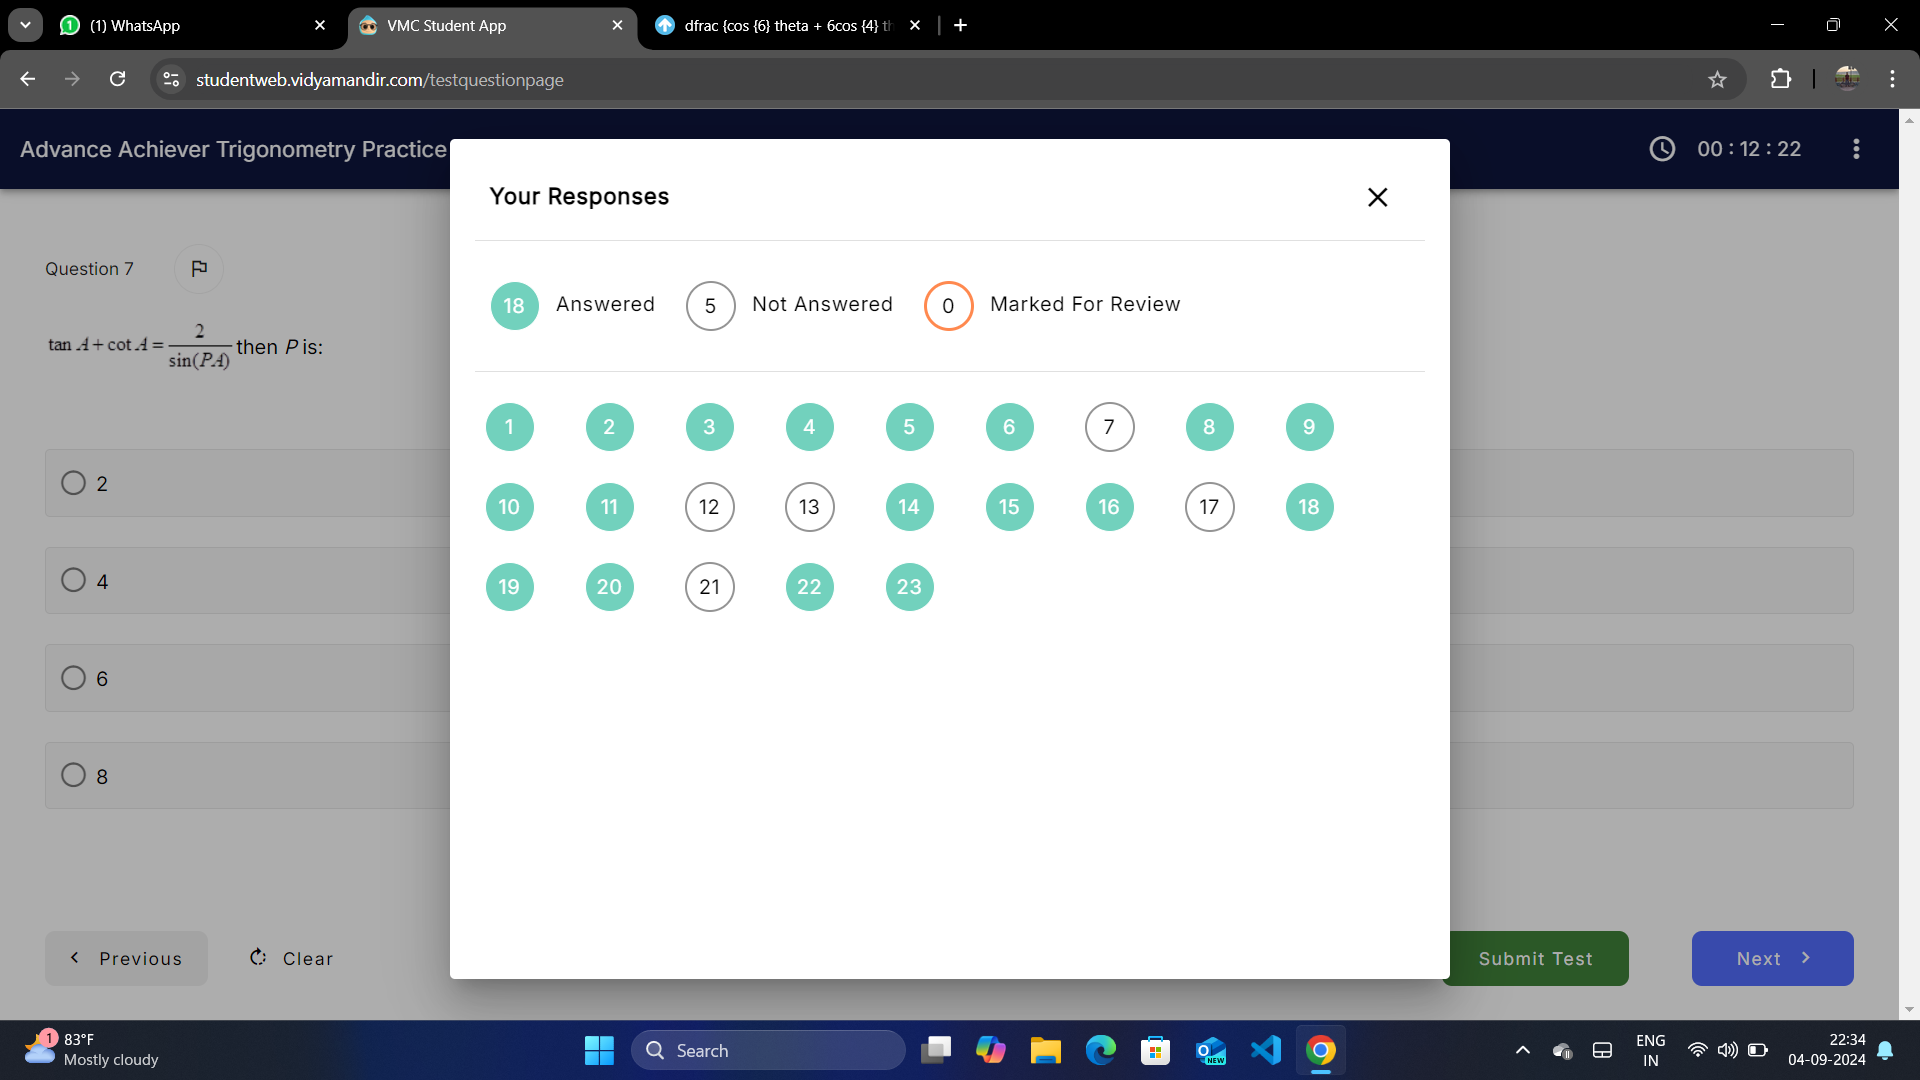 (1) WhatsApp
VMC Student App
dfrac {cos {6} theta + 6cos {4} th
studentweb.vidyamandir.com/testquestionpage
Advance Achiever Trigonometry Practice
00 : 12 : 22
Your Responses
18 Answered 5 Not Answered 0 Marked For Review
Question 7
tan A + cot A = 2 / sin(PA) then P is:
1 2 3 4 5 6 7 8 9
10 11 12 13 14 15 16 17 18
19 20 21 22 23
2
4
6
8
Previous
Clear
Submit Test
Next
1
83°F
Mostly cloudy
Search
NEW
ENG
IN
22:34
04-09-2024